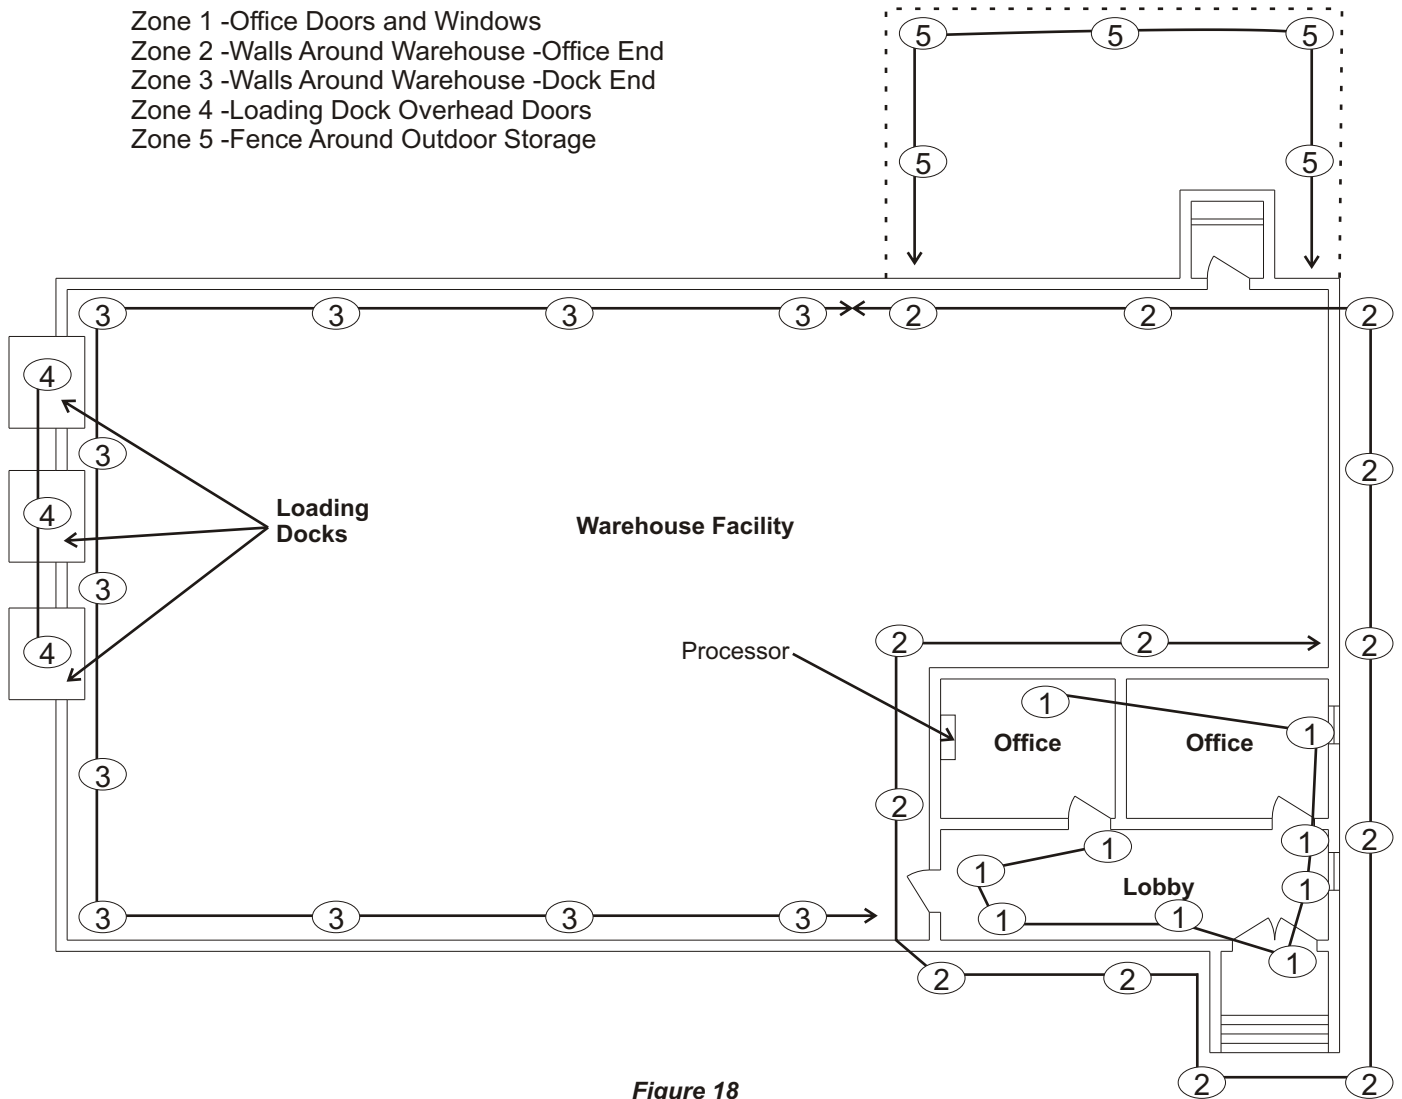 Zone 1 -Office Doors and Windows
Zone 2 -Walls Around Warehouse -Office End
Zone 3 -Walls Around Warehouse -Dock End
Zone 4 -Loading Dock Overhead Doors
Zone 5 -Fence Around Outdoor Storage
5 5 5
5 5
3 3 3 3 2 2 2
4
3 2
4
Loading
Docks
Warehouse Facility
3
4
2 2 2
Processor
1
1
Office Office
3
2
1 1 2
1
Lobby 1
3 3 3 3
1 1
1
2 2
2 2
Figure 18